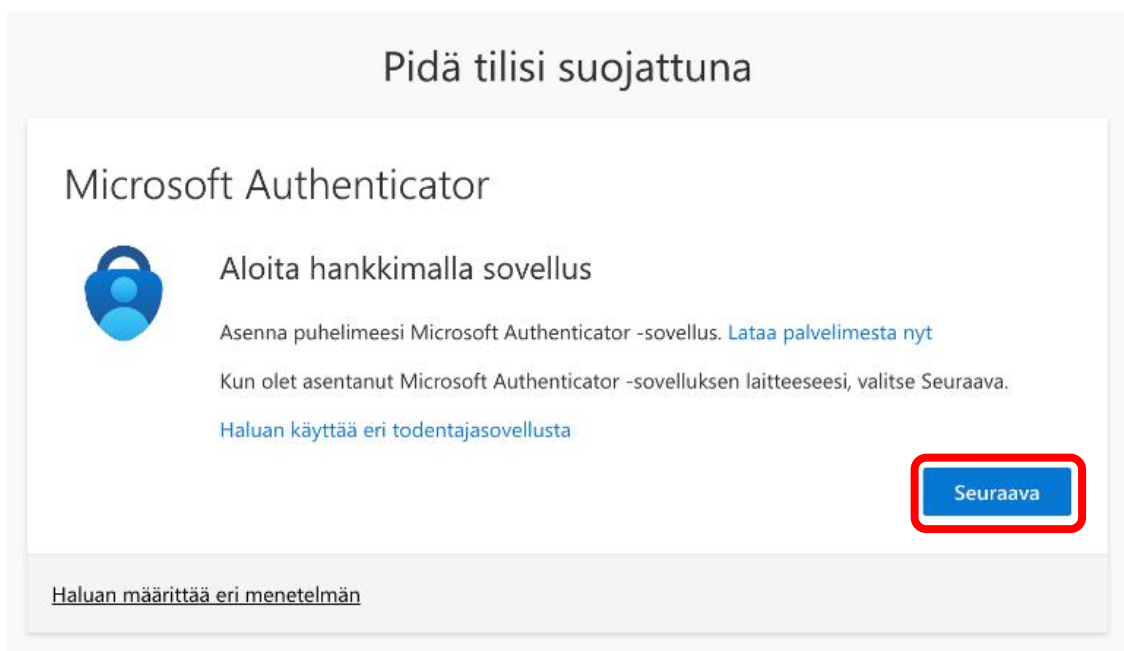 Pidä tilisi suojattuna
Microsoft Authenticator
Aloita hankkimalla sovellus
Asenna puhelimeesi Microsoft Authenticator -sovellus. Lataa palvelimesta nyt
Kun olet asentanut Microsoft Authenticator -sovelluksen laitteeseesi, valitse Seuraava.
Haluan käyttää eri todentajasovellusta
Seuraava
Haluan määrittää eri menetelmän